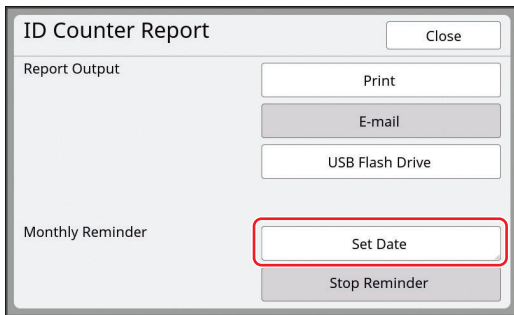 ID Counter Report
Close
Report Output
Print
E-mail
USB Flash Drive
Monthly Reminder
Set Date
Stop Reminder